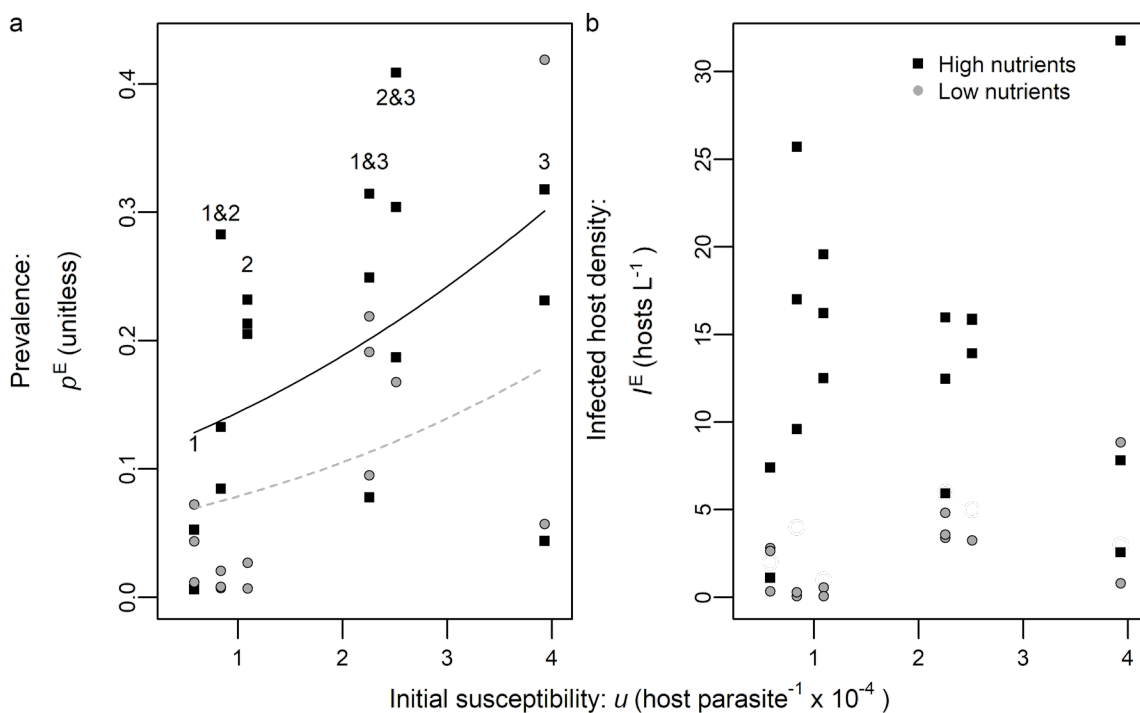 a
Prevalence:
pᴱ (unitless)
0.0
0.1
0.2
0.3
0.4
1&2
2
1
1&3
2&3
3
1
2
3
4
b
Infected host density:
Iᴱ (hosts L⁻¹)
0
5
10
15
20
25
30
High nutrients
Low nutrients
1
2
3
4
Initial susceptibility: u (host parasite⁻¹ x 10⁻⁴)